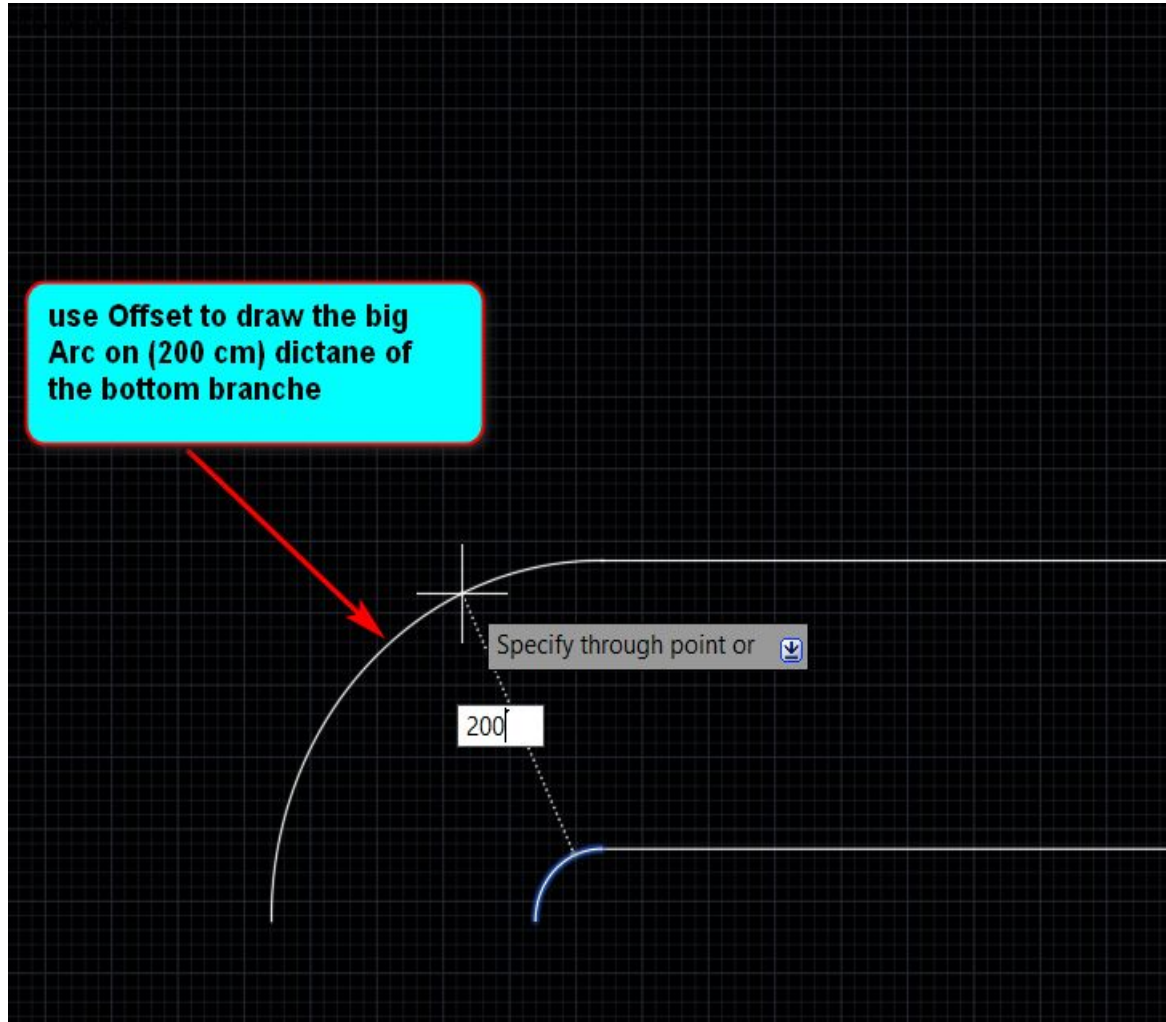 use Offset to draw the big
Arc on (200 cm) dictane of
the bottom branche
Specify through point or
200